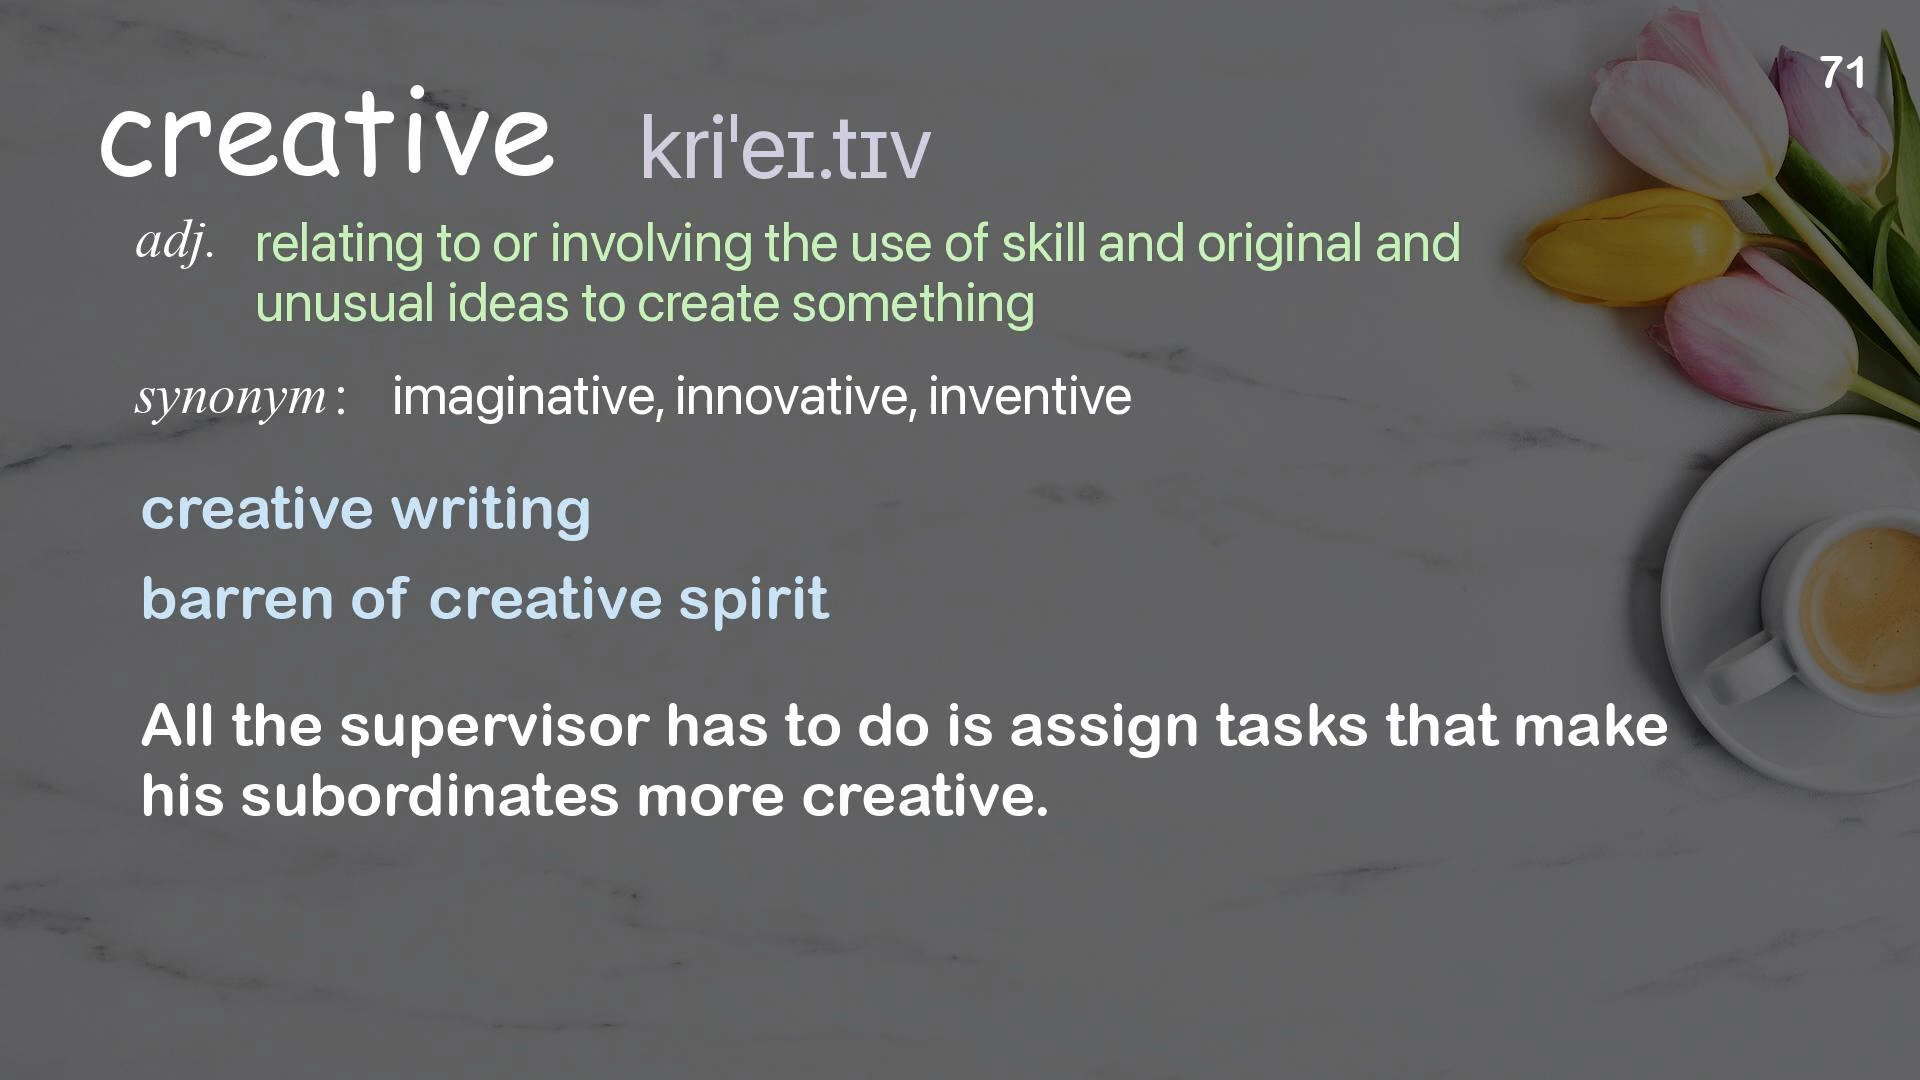 71
creative kriˈeɪ.tɪv
adj. relating to or involving the use of skill and original and
unusual ideas to create something
synonym: imaginative, innovative, inventive
creative writing
barren of creative spirit
All the supervisor has to do is assign tasks that make
his subordinates more creative.